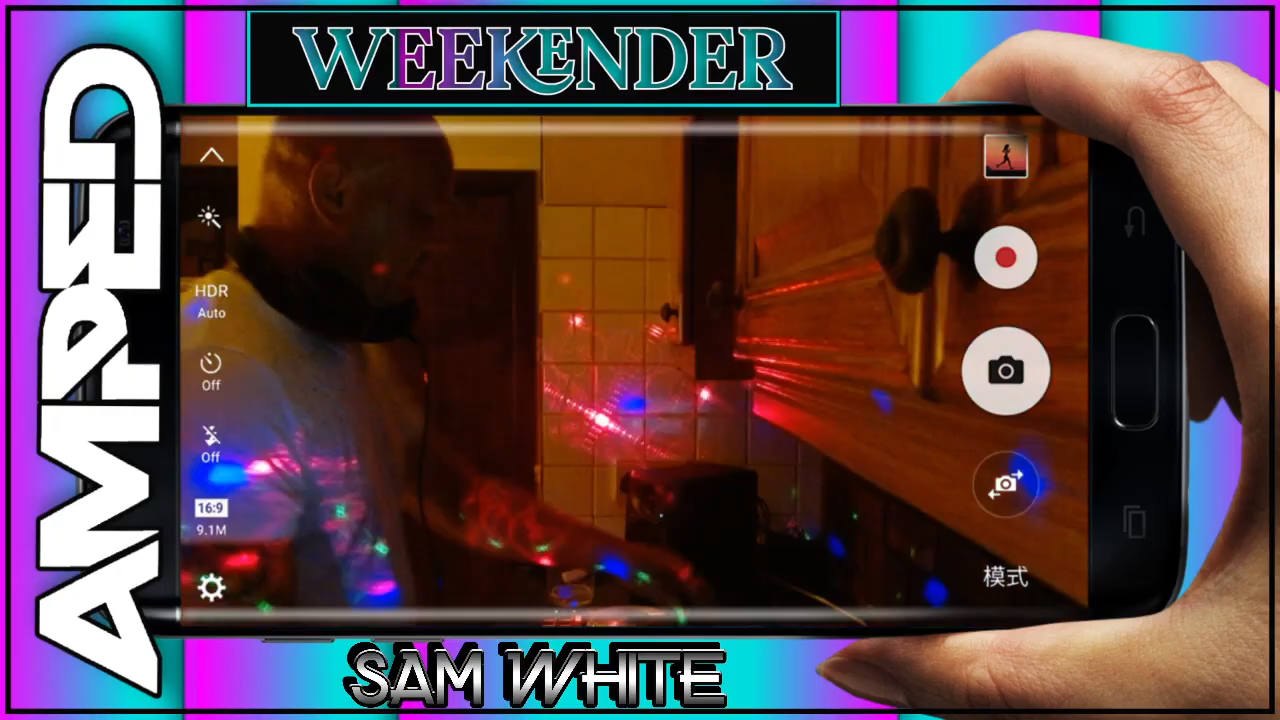 WEEKENDER
AMPED
HDR
Auto
Off
Off
16:9
9.1M
模式
SAM WHITE